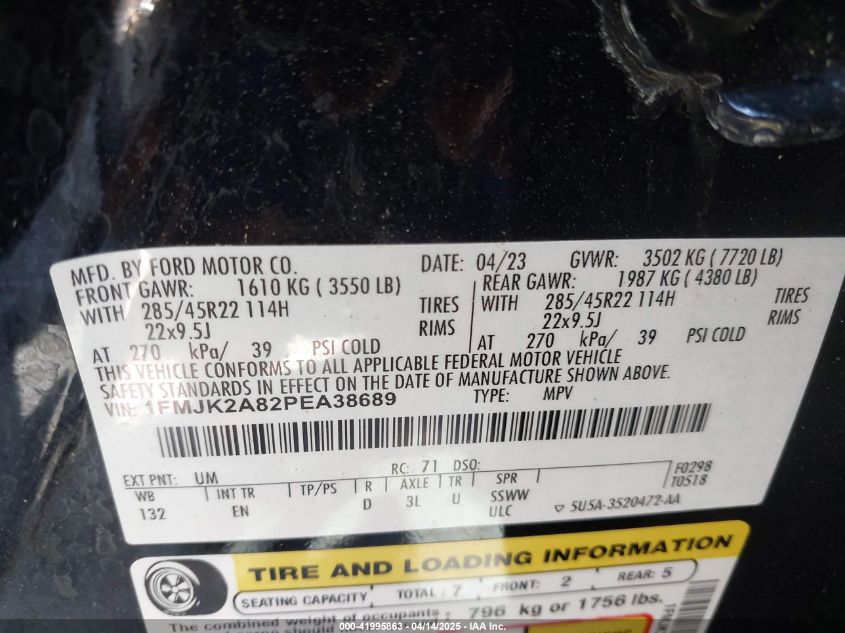 MFD. BY FORD MOTOR CO. DATE: 04/23 GVWR: 3502 KG ( 7720 LB)
FRONT GAWR: 1610 KG ( 3550 LB) REAR GAWR: 1987 KG ( 4380 LB)
WITH 285/45R22 114H TIRES WITH 285/45R22 114H TIRES
22x9.5J RIMS 22x9.5J RIMS
AT 270 kPa/ 39 PSI COLD AT 270 kPa/ 39 PSI COLD
THIS VEHICLE CONFORMS TO ALL APPLICABLE FEDERAL MOTOR VEHICLE
SAFETY STANDARDS IN EFFECT ON THE DATE OF MANUFACTURE SHOWN ABOVE.
VIN: 1FMJK2A82PEA38689 TYPE: MPV
EXT PNT: UM RC: 71 DSO: F0298
WB INT TR TP/PS R AXLE TR SPR T0518
132 EN D 3L U SSWW
ULC 5U5A-3520472-AA
TIRE AND LOADING INFORMATION
SEATING CAPACITY TOTAL: 7 FRONT: 2 REAR: 5
The combined weight of occupants 796 kg or 1756 lbs.
000-41995863 - 04/14/2025 - IAA Inc.